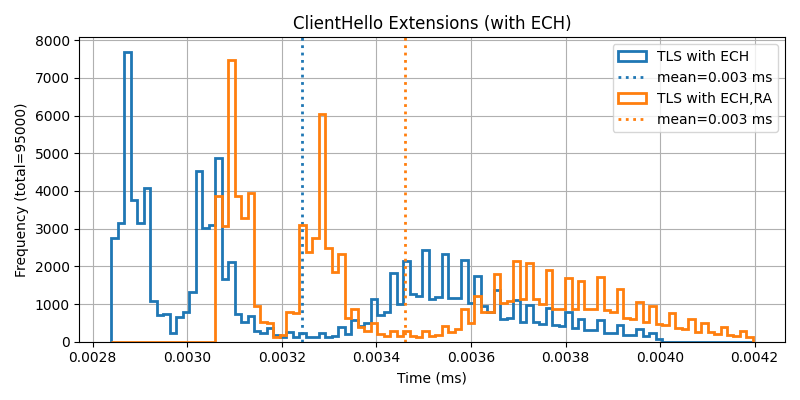 ClientHello Extensions (with ECH)
Frequency (total=95000)
8000
7000
6000
5000
4000
3000
2000
1000
0
TLS with ECH
mean=0.003 ms
TLS with ECH,RA
mean=0.003 ms
0.0028 0.0030 0.0032 0.0034 0.0036 0.0038 0.0040 0.0042
Time (ms)